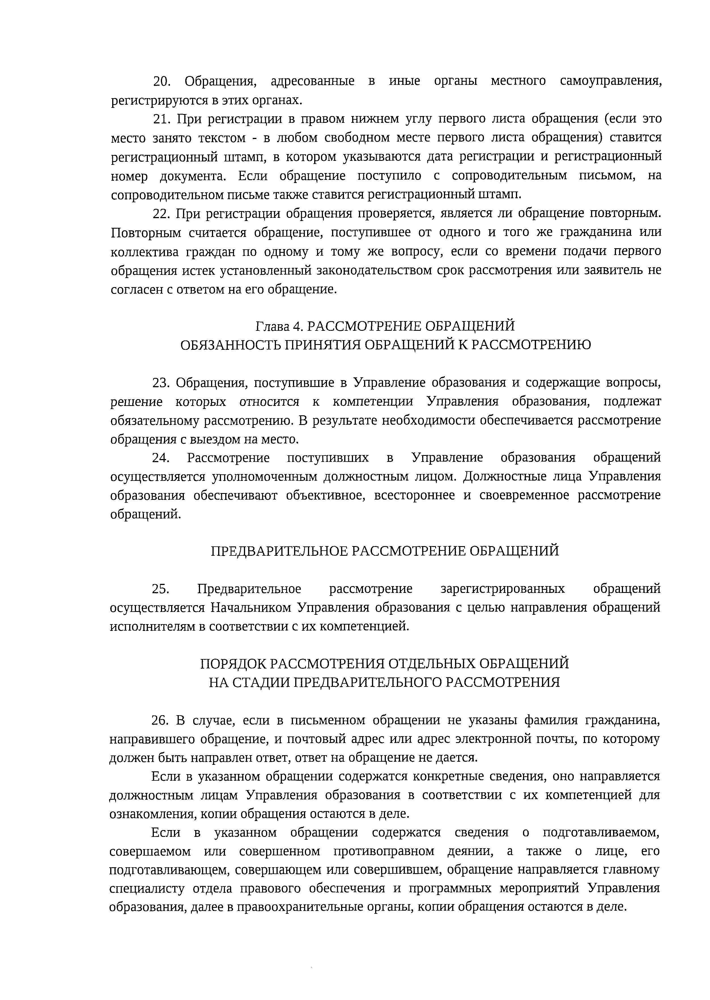 20. Обращения, адресованные в иные органы местного самоуправления,
регистрируются в этих органах.
21. При регистрации в правом нижнем углу первого листа обращения (если это
место занято текстом - в любом свободном месте первого листа обращения) ставится
регистрационный штамп, в котором указываются дата регистрации и регистрационный
номер документа. Если обращение поступило с сопроводительным письмом, на
сопроводительном письме также ставится регистрационный штамп.
22. При регистрации обращения проверяется, является ли обращение повторным.
Повторным считается обращение, поступившее от одного и того же гражданина или
коллектива граждан по одному и тому же вопросу, если со времени подачи первого
обращения истек установленный законодательством срок рассмотрения или заявитель не
согласен с ответом на его обращение.
Глава 4. РАССМОТРЕНИЕ ОБРАЩЕНИЙ
ОБЯЗАННОСТЬ ПРИНЯТИЯ ОБРАЩЕНИЙ К РАССМОТРЕНИЮ
23. Обращения, поступившие в Управление образования и содержащие вопросы,
решение которых относится к компетенции Управления образования, подлежат
обязательному рассмотрению. В результате необходимости обеспечивается рассмотрение
обращения с выездом на место.
24. Рассмотрение поступивших в Управление образования обращений
осуществляется уполномоченным должностным лицом. Должностные лица Управления
образования обеспечивают объективное, всестороннее и своевременное рассмотрение
обращений.
ПРЕДВАРИТЕЛЬНОЕ РАССМОТРЕНИЕ ОБРАЩЕНИЙ
25. Предварительное рассмотрение зарегистрированных обращений
осуществляется Начальником Управления образования с целью направления обращений
исполнителям в соответствии с их компетенцией.
ПОРЯДОК РАССМОТРЕНИЯ ОТДЕЛЬНЫХ ОБРАЩЕНИЙ
НА СТАДИИ ПРЕДВАРИТЕЛЬНОГО РАССМОТРЕНИЯ
26. В случае, если в письменном обращении не указаны фамилия гражданина,
направившего обращение, и почтовый адрес или адрес электронной почты, по которому
должен быть направлен ответ, ответ на обращение не дается.
Если в указанном обращении содержатся конкретные сведения, оно направляется
должностным лицам Управления образования в соответствии с их компетенцией для
ознакомления, копии обращения остаются в деле.
Если в указанном обращении содержатся сведения о подготавливаемом,
совершаемом или совершенном противоправном деянии, а также о лице, его
подготавливающем, совершающем или совершившем, обращение направляется главному
специалисту отдела правового обеспечения и программных мероприятий Управления
образования, далее в правоохранительные органы, копии обращения остаются в деле.